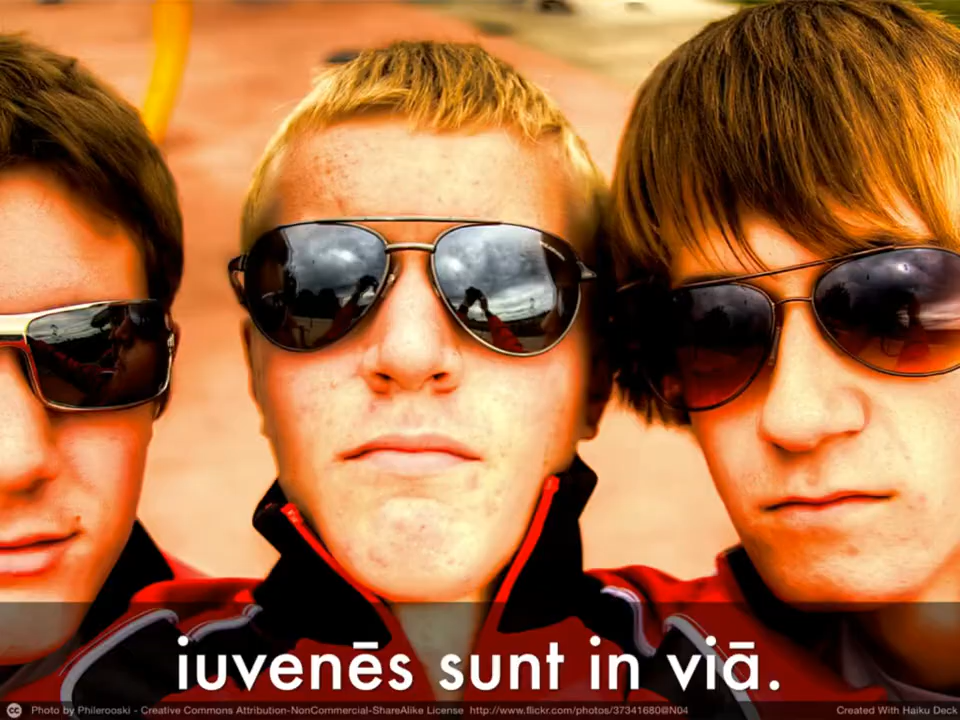 iuvenēs sunt in viā.
Photo by Philerooski - Creative Commons Attribution-NonCommercial-ShareAlike License http://www.flickr.com/photos/37341680@N04
Created With Haiku Deck